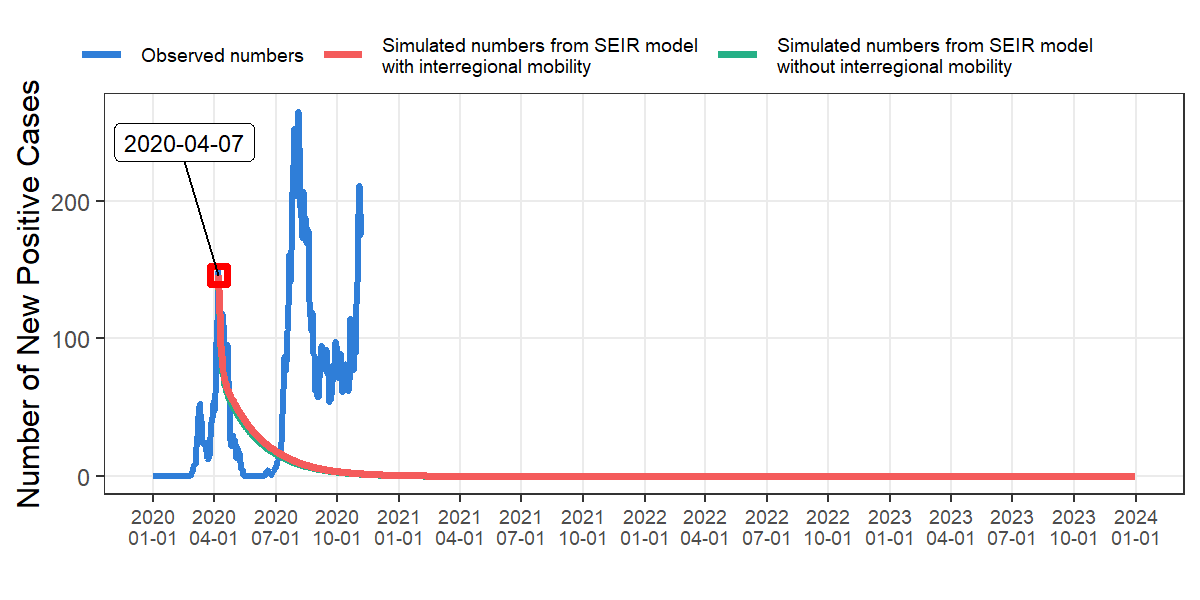 Observed numbers
Simulated numbers from SEIR model
with interregional mobility
Simulated numbers from SEIR model
without interregional mobility
Number of New Positive Cases
2020-04-07
200
100
0
2020 2020 2020 2020 2021 2021 2021 2021 2022 2022 2022 2022 2023 2023 2023 2023 2024
01-01 04-01 07-01 10-01 01-01 04-01 07-01 10-01 01-01 04-01 07-01 10-01 01-01 04-01 07-01 10-01 01-01